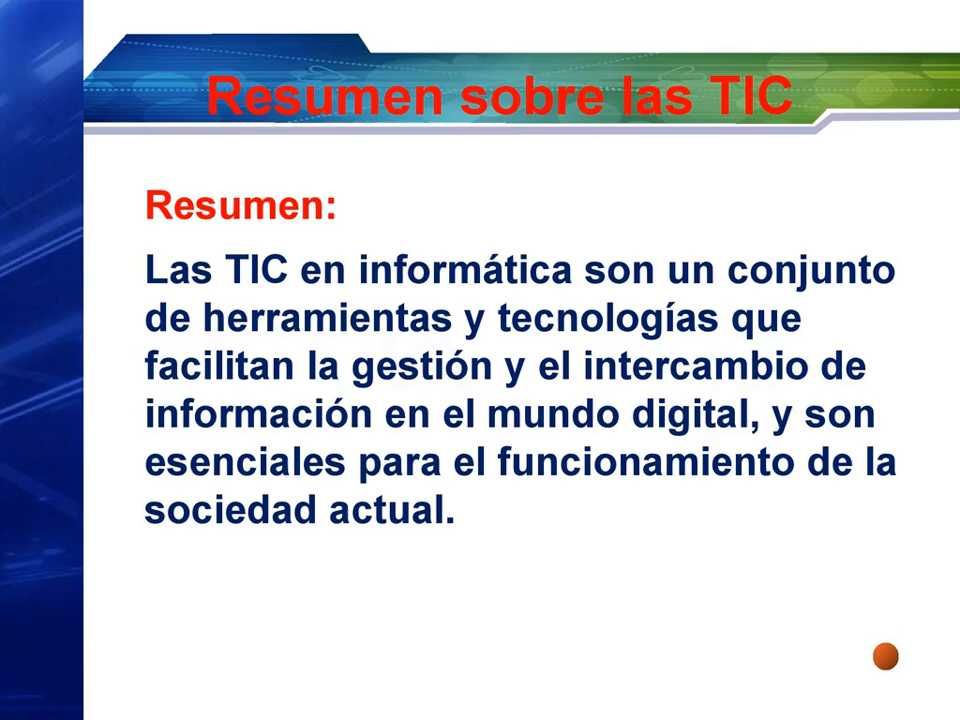 Resumen sobre las TIC
Resumen:
Las TIC en informática son un conjunto
de herramientas y tecnologías que
facilitan la gestión y el intercambio de
información en el mundo digital, y son
esenciales para el funcionamiento de la
sociedad actual.